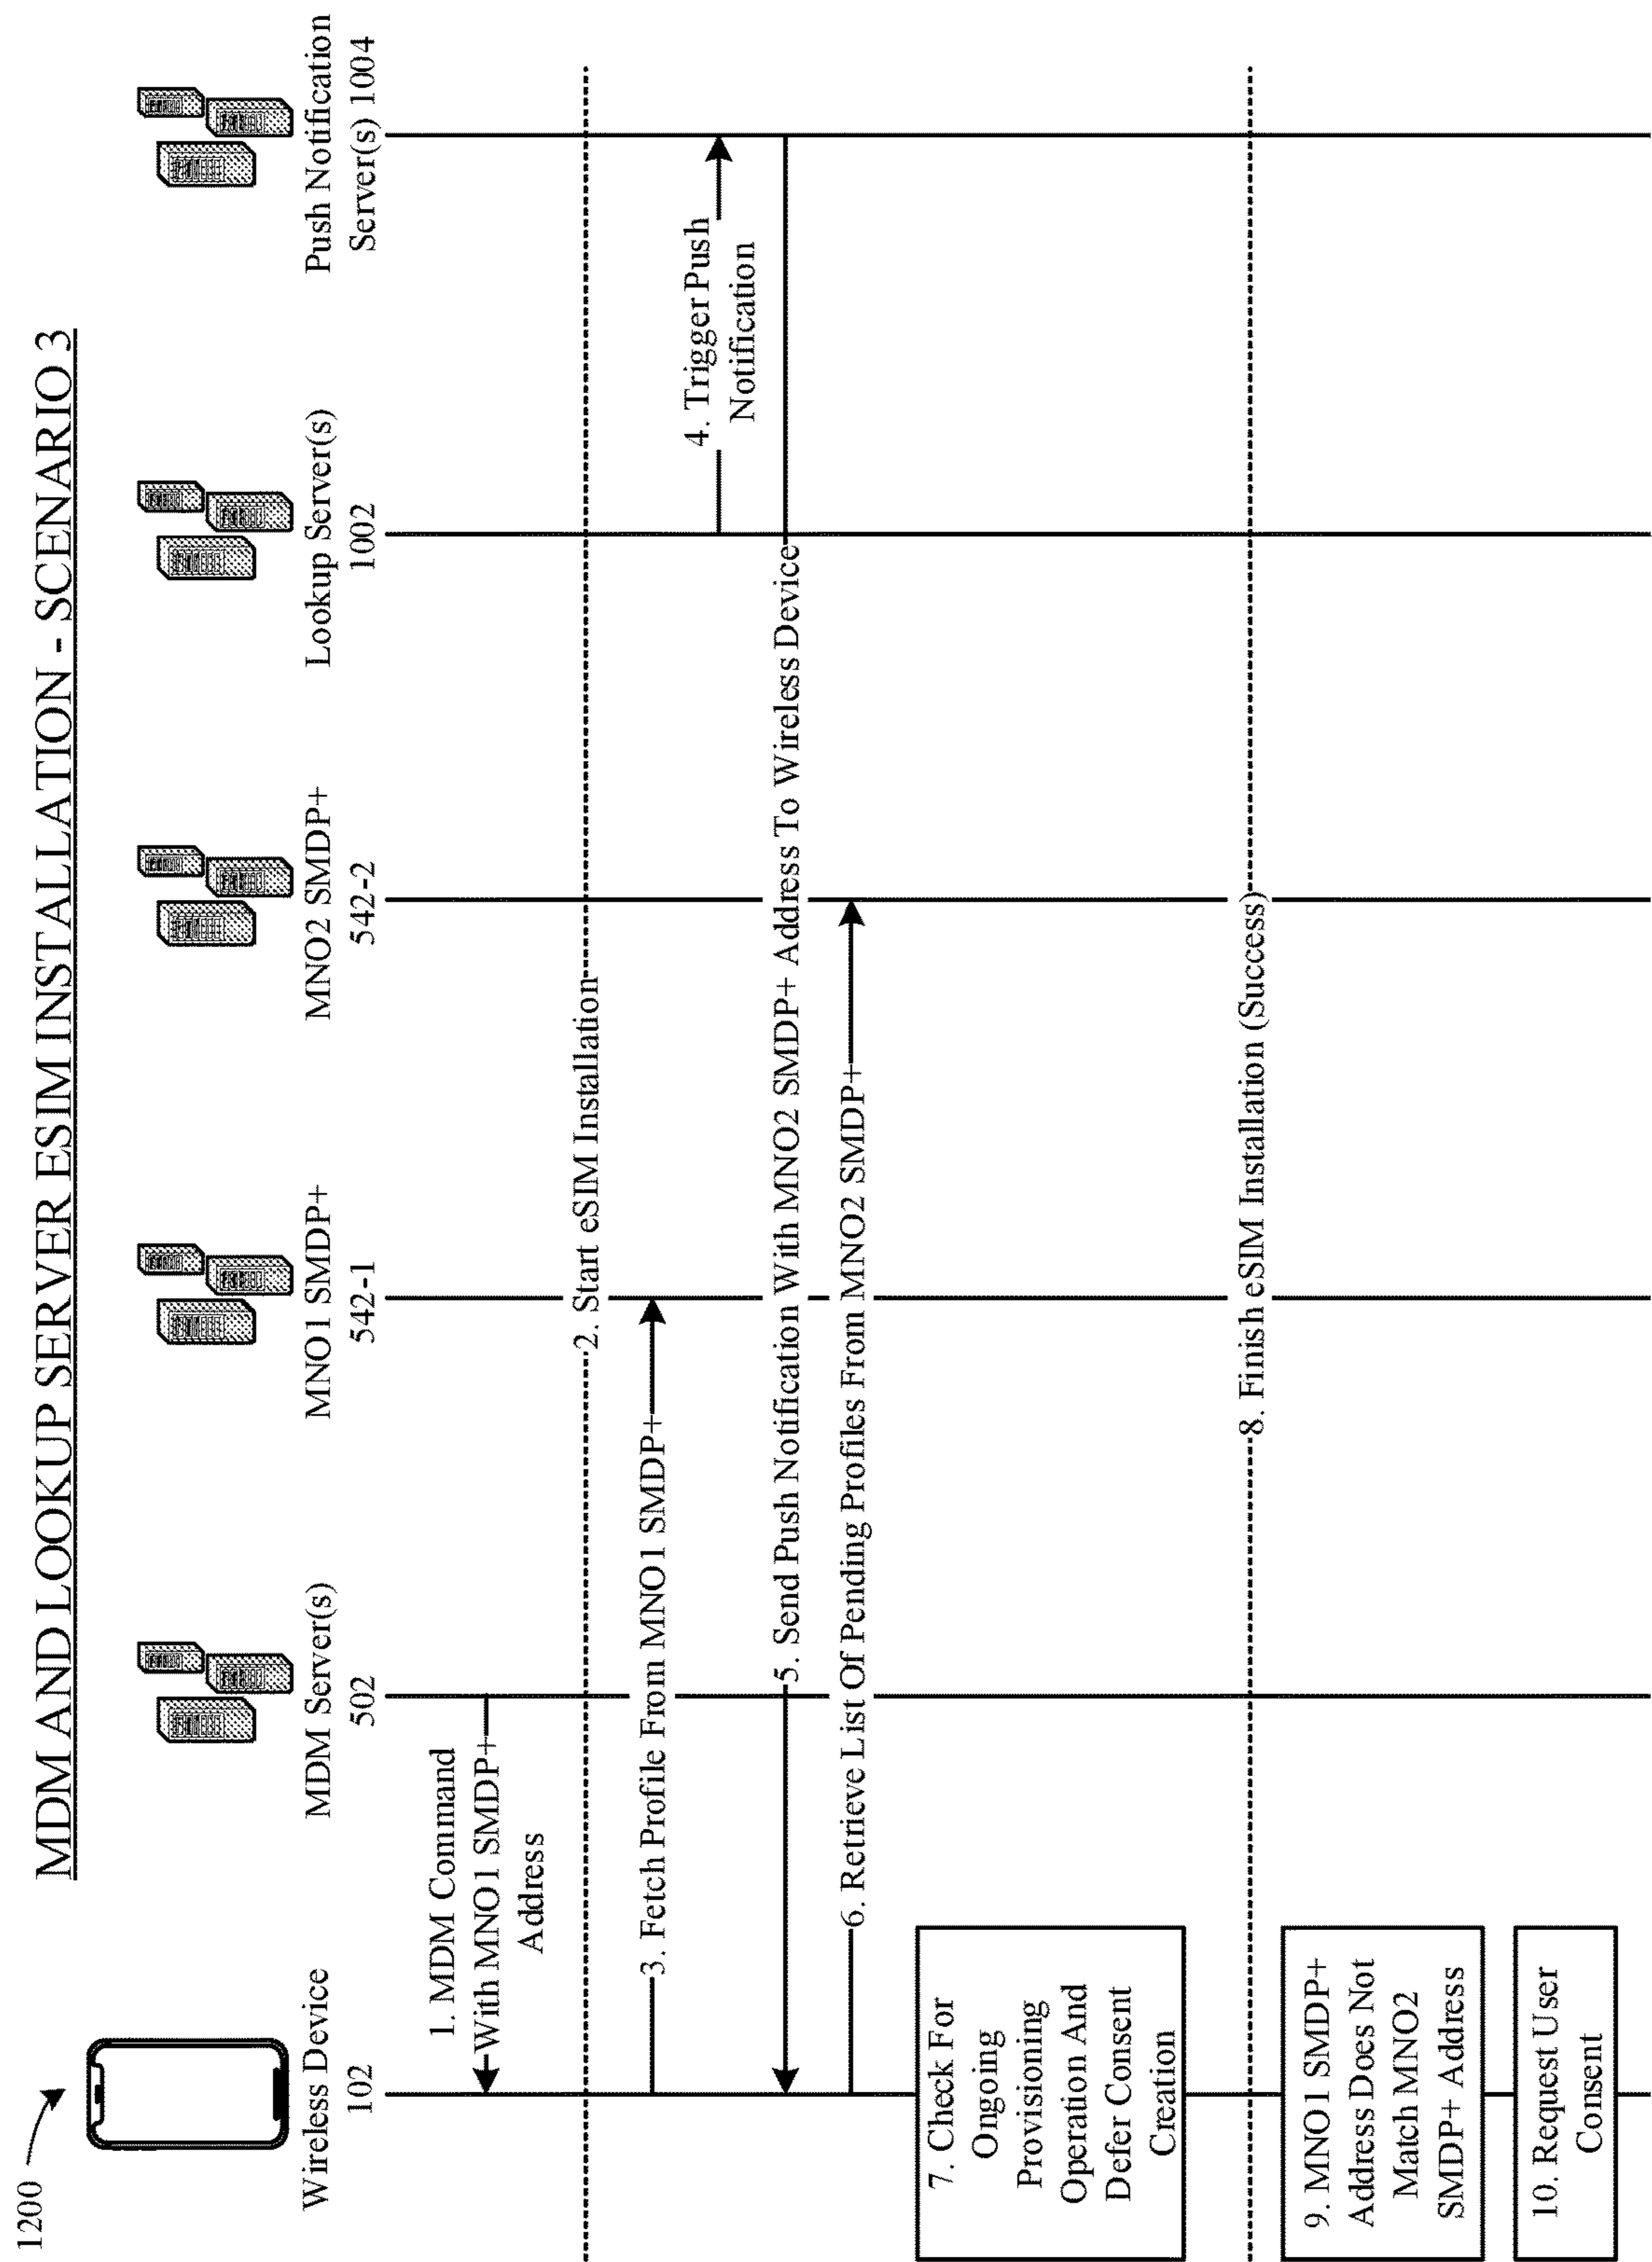 1200
MDM AND LOOKUP SERVER ESIM INSTALLATION - SCENARIO 3
Wireless Device
102
MDM Server(s)
502
MNO1 SMDP+
542-1
MNO2 SMDP+
542-2
Lookup Server(s)
1002
Push Notification
Server(s) 1004
1. MDM Command
With MNO1 SMDP+
Address
2. Start eSIM Installation
3. Fetch Profile From MNO1 SMDP+
4. Trigger Push
Notification
5. Send Push Notification With MNO2 SMDP+ Address To Wireless Device
6. Retrieve List Of Pending Profiles From MNO2 SMDP+
7. Check For
Ongoing
Provisioning
Operation And
Defer Consent
Creation
8. Finish eSIM Installation (Success)
9. MNO1 SMDP+
Address Does Not
Match MNO2
SMDP+ Address
10. Request User
Consent